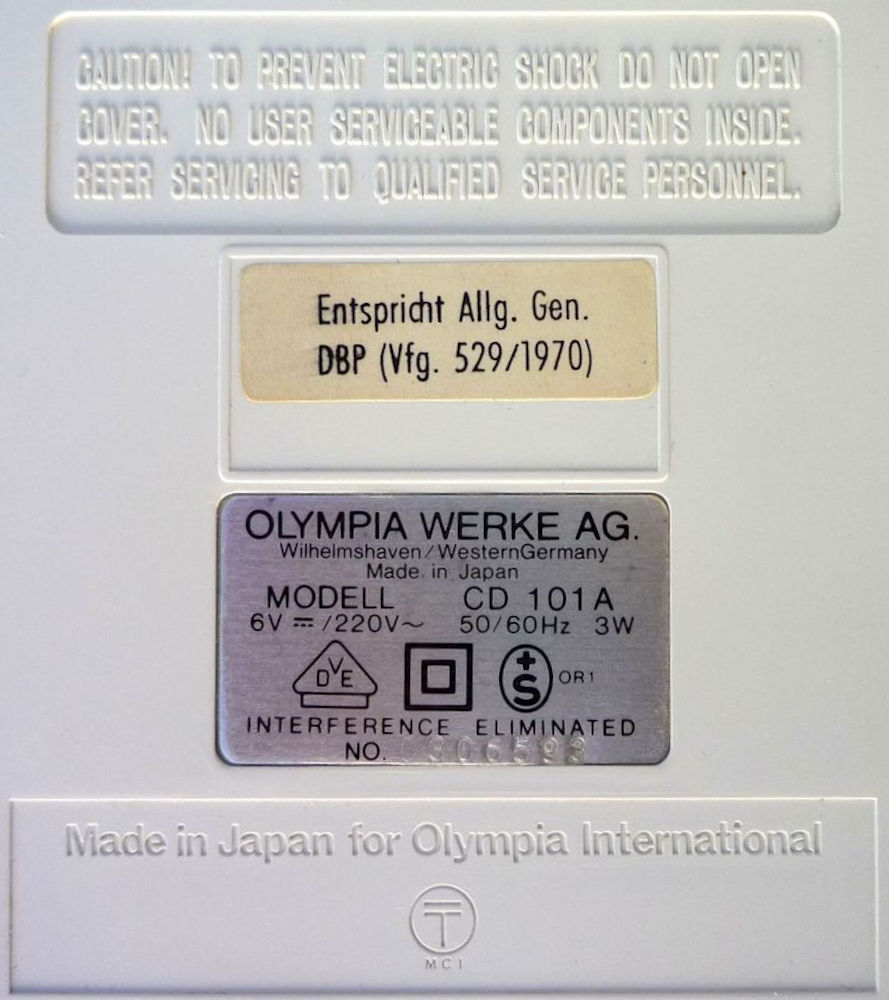 CAUTION! TO PREVENT ELECTRIC SHOCK DO NOT OPEN
COVER. NO USER SERVICEABLE COMPONENTS INSIDE.
REFER SERVICING TO QUALIFIED SERVICE PERSONNEL.
Entspricht Allg. Gen.
DBP (Vfg. 529/1970)
OLYMPIA WERKE AG.
Wilhelmshaven/WesternGermany
Made in Japan
MODELL CD 101A
6V ⎓ /220V~ 50/60Hz 3W
DVE +S OR1
INTERFERENCE ELIMINATED
NO. 306593
Made in Japan for Olympia International
T
MCI